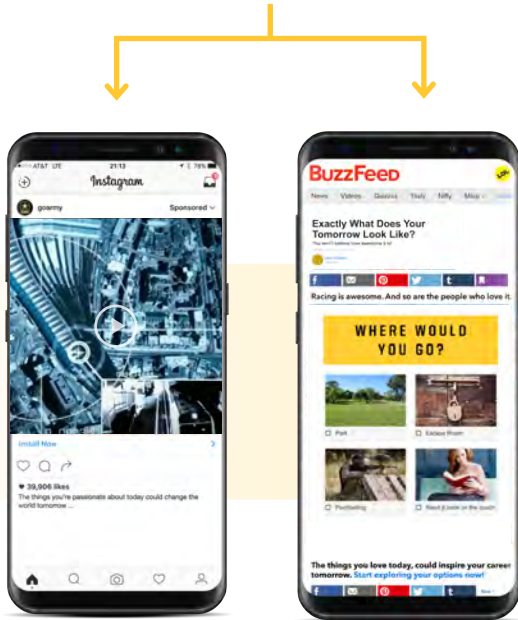 AT&T LTE 21:13 78%
Instagram
goarmy Sponsored
Install Now
39,906 likes
The things you're passionate about today could change the
world tomorrow ...
BuzzFeed
LOL
News Videos Quizzes Tasty Nifty More
Exactly What Does Your
Tomorrow Look Like?
Racing is awesome. And so are the people who love it.
WHERE WOULD
YOU GO?
Park
Escape Room
Paintballing
Read a book on the couch
The things you love today, could inspire your career
tomorrow. Start exploring your options now!